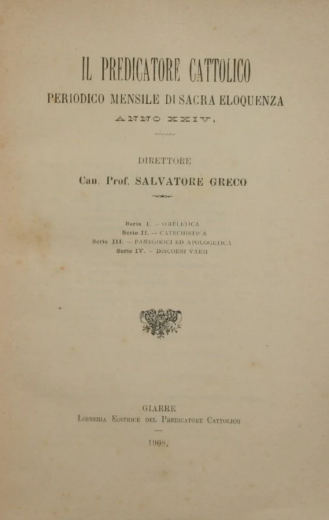 IL PREDICATORE CATTOLICO
PERIODICO MENSILE DI SACRA ELOQUENZA
ANNO XXIV.
DIRETTORE
Can. Prof. SALVATORE GRECO
Serie I. - OMELETICA
Serie II. - CATECHISTICA
Serie III. - PANEGIRICI ED APOLOGETICA
Serie IV. - DISCORSI VARII
GIARRE
LIBRERIA EDITRICE DEL PREDICATORE CATTOLICO
1908.